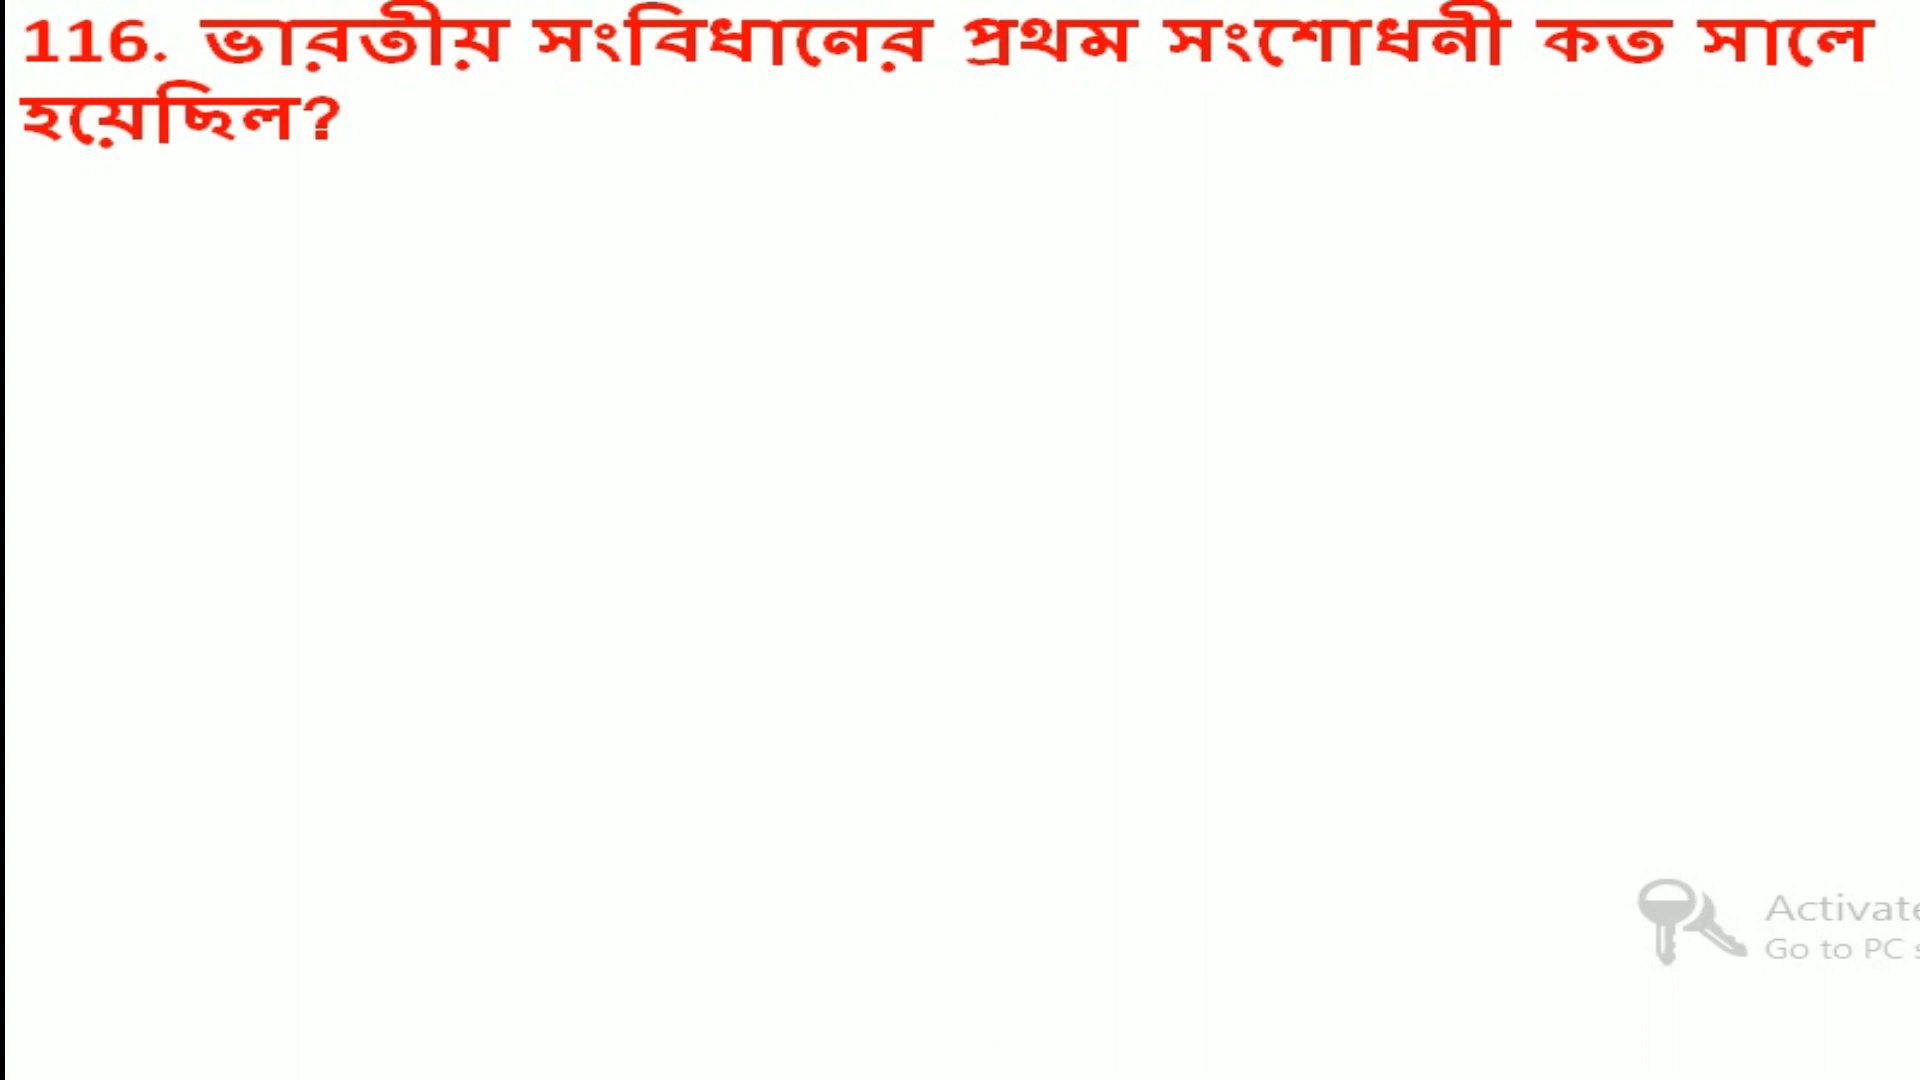 116. ভারতীয় সংবিধানের প্রথম সংশোধনী কত সালে
হয়েছিল?
Activate
Go to PC s